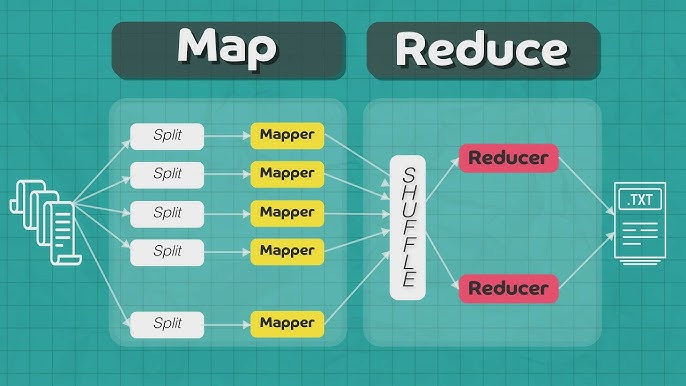 Map
Reduce
Split
Mapper
Split
Mapper
Split
Mapper
Split
Mapper
Split
Mapper
SHUFFLE
Reducer
Reducer
.TXT